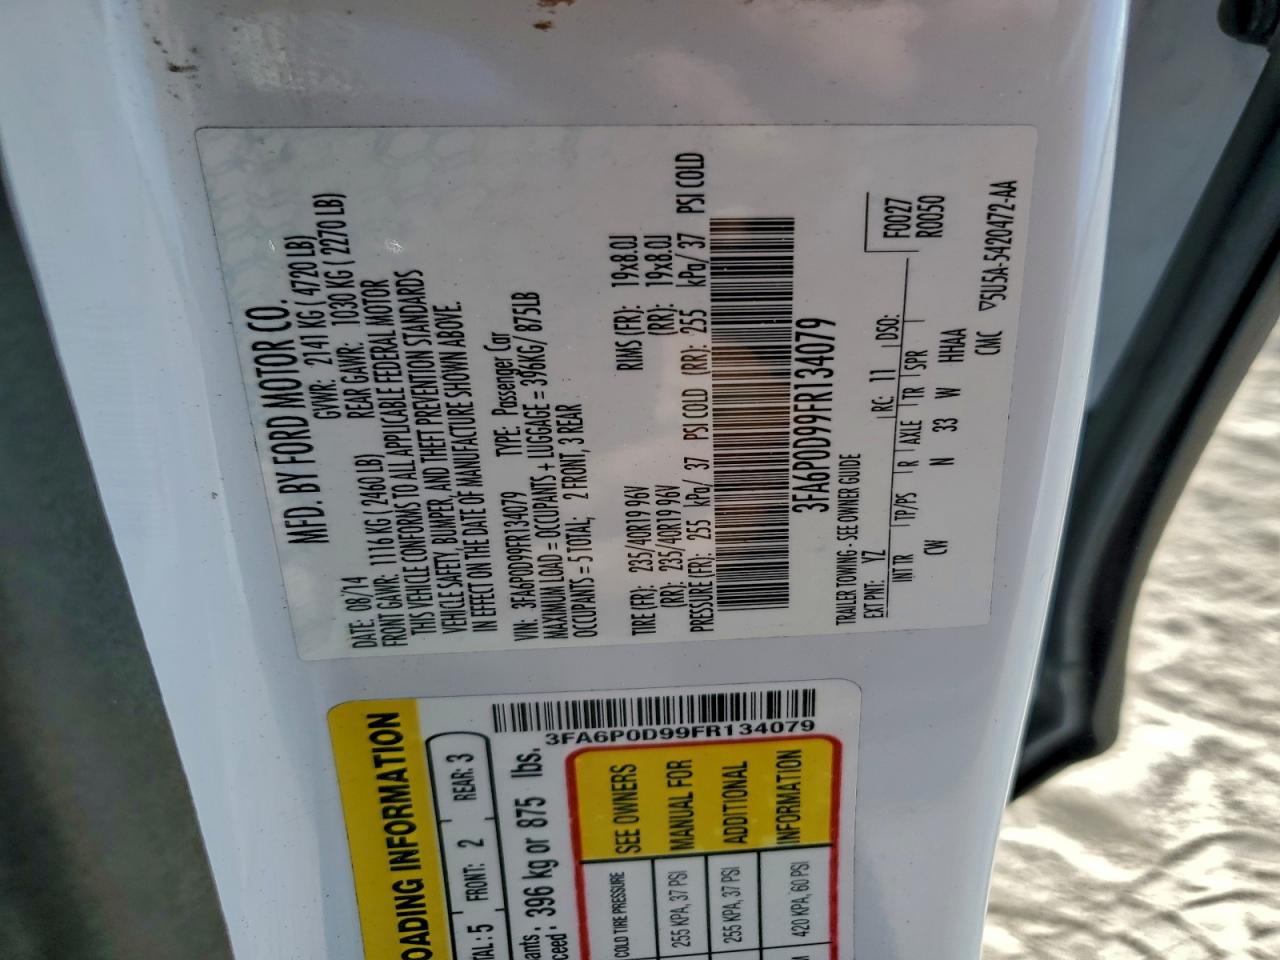 MFD. BY FORD MOTOR CO.
DATE: 08/14 GVWR: 2141 KG ( 4720 LB)
FRONT GAWR: 1116 KG ( 2460 LB) REAR GAWR: 1030 KG ( 2270 LB)
THIS VEHICLE CONFORMS TO ALL APPLICABLE FEDERAL MOTOR
VEHICLE SAFETY, BUMPER, AND THEFT PREVENTION STANDARDS
IN EFFECT ON THE DATE OF MANUFACTURE SHOWN ABOVE.
VIN: 3FA6P0D99FR134079 TYPE: Passenger Car
MAXIMUM LOAD = OCCUPANTS + LUGGAGE = 396KG/ 875LB
OCCUPANTS = 5 TOTAL; 2 FRONT, 3 REAR
TIRE (FR): 235/40R19 96V RIMS (FR): 19x8.0J
(RR): 235/40R19 96V (RR): 19x8.0J
PRESSURE (FR): 255 kPa/ 37 PSI COLD (RR): 255 kPa/ 37 PSI COLD
3FA6P0D99FR134079
TRAILER TOWING - SEE OWNER GUIDE
EXT PNT: YZ RC: 11 DSO: F0027
INT TR TP/PS R AXLE TR SPR R0050
CW N 33 W HHAA
CMC ▽5U5A-5420472-AA
3FA6P0D99FR134079
OADING INFORMATION
TAL : 5 FRONT: 2 REAR: 3
ants :
ceed : 396 kg or 875 lbs.
COLD TIRE PRESSURE
255 KPA, 37 PSI
255 KPA, 37 PSI
420 KPA, 60 PSI
M
SEE OWNERS
MANUAL FOR
ADDITIONAL
INFORMATION